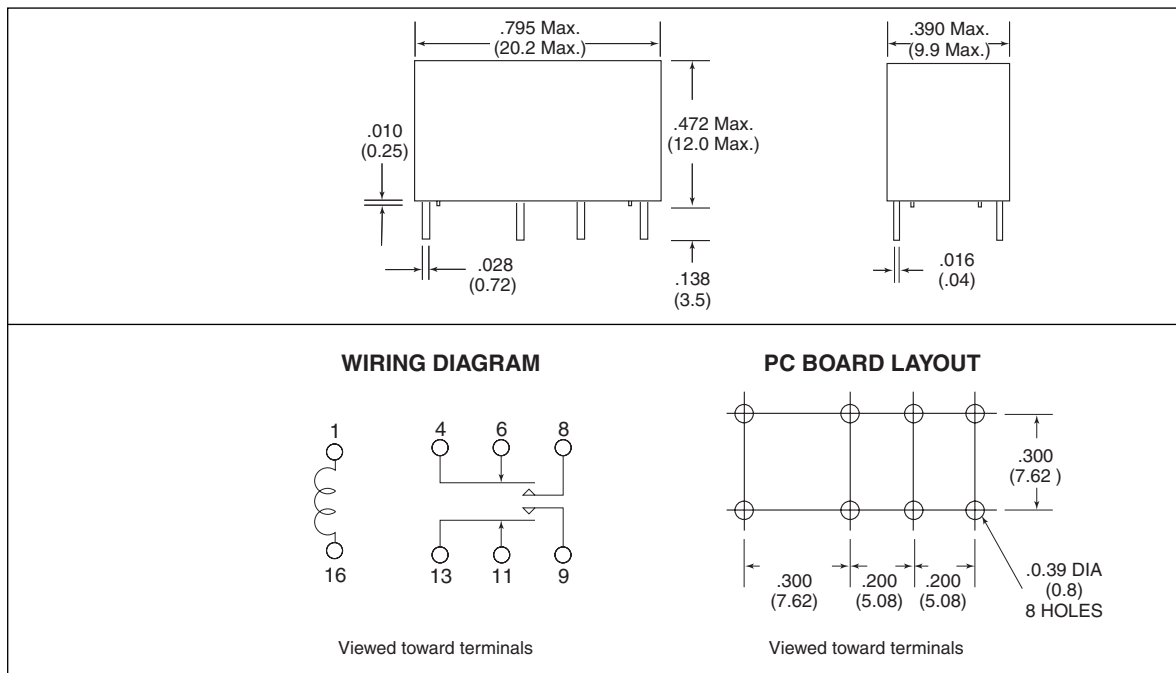 .795 Max.
(20.2 Max.)
.390 Max.
(9.9 Max.)
.472 Max.
(12.0 Max.)
.010
(0.25)
.028
(0.72)
.138
(3.5)
.016
(.04)
WIRING DIAGRAM
PC BOARD LAYOUT
1
4
6
8
16
13
11
9
.300
(7.62 )
.300
(7.62)
.200
(5.08)
.200
(5.08)
.0.39 DIA
(0.8)
8 HOLES
Viewed toward terminals
Viewed toward terminals